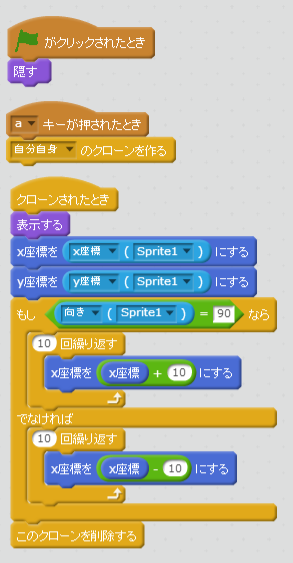 がクリックされたとき
隠す
a キーが押されたとき
自分自身 のクローンを作る
クローンされたとき
表示する
x座標を x座標 ( Sprite1 ) にする
y座標を y座標 ( Sprite1 ) にする
もし 向き ( Sprite1 ) = 90 なら
10 回繰り返す
x座標を x座標 + 10 にする
でなければ
10 回繰り返す
x座標を x座標 - 10 にする
このクローンを削除する